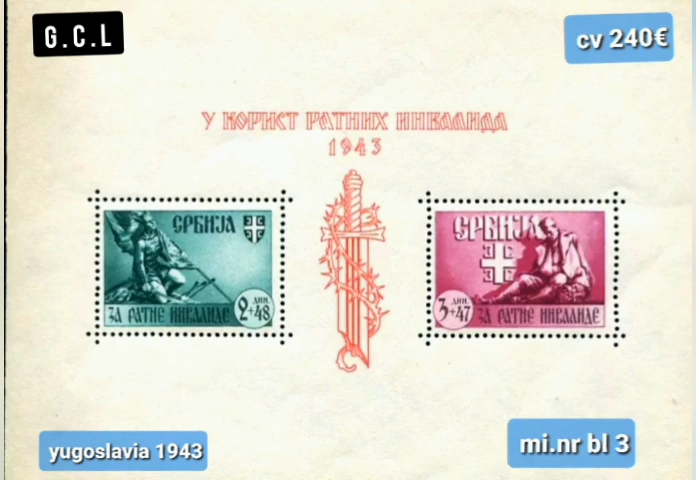 G.C.L
cv 240€
У КОРИСТ РАТНИХ ИНВАЛИДА
1943
СРБИЈА
2 ДИН. +48
ЗА РАТНЕ ИНВАЛИДЕ
СРБИЈА
3 ДИН. +47
ЗА РАТНЕ ИНВАЛИДЕ
yugoslavia 1943
mi.nr bl 3